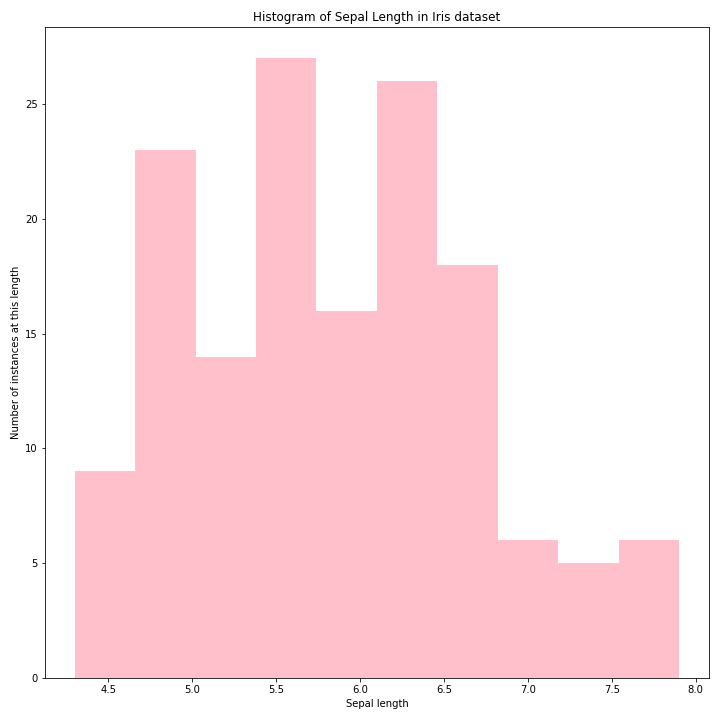 Histogram of Sepal Length in Iris dataset
Number of instances at this length
25
20
15
10
5
0
4.5 5.0 5.5 6.0 6.5 7.0 7.5 8.0
Sepal length